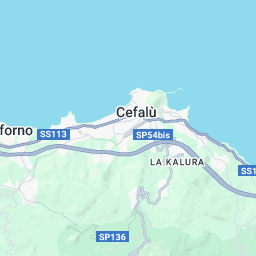 Cefalù
forno
SS113
SP54bis
LA KALURA
SS1
SP136